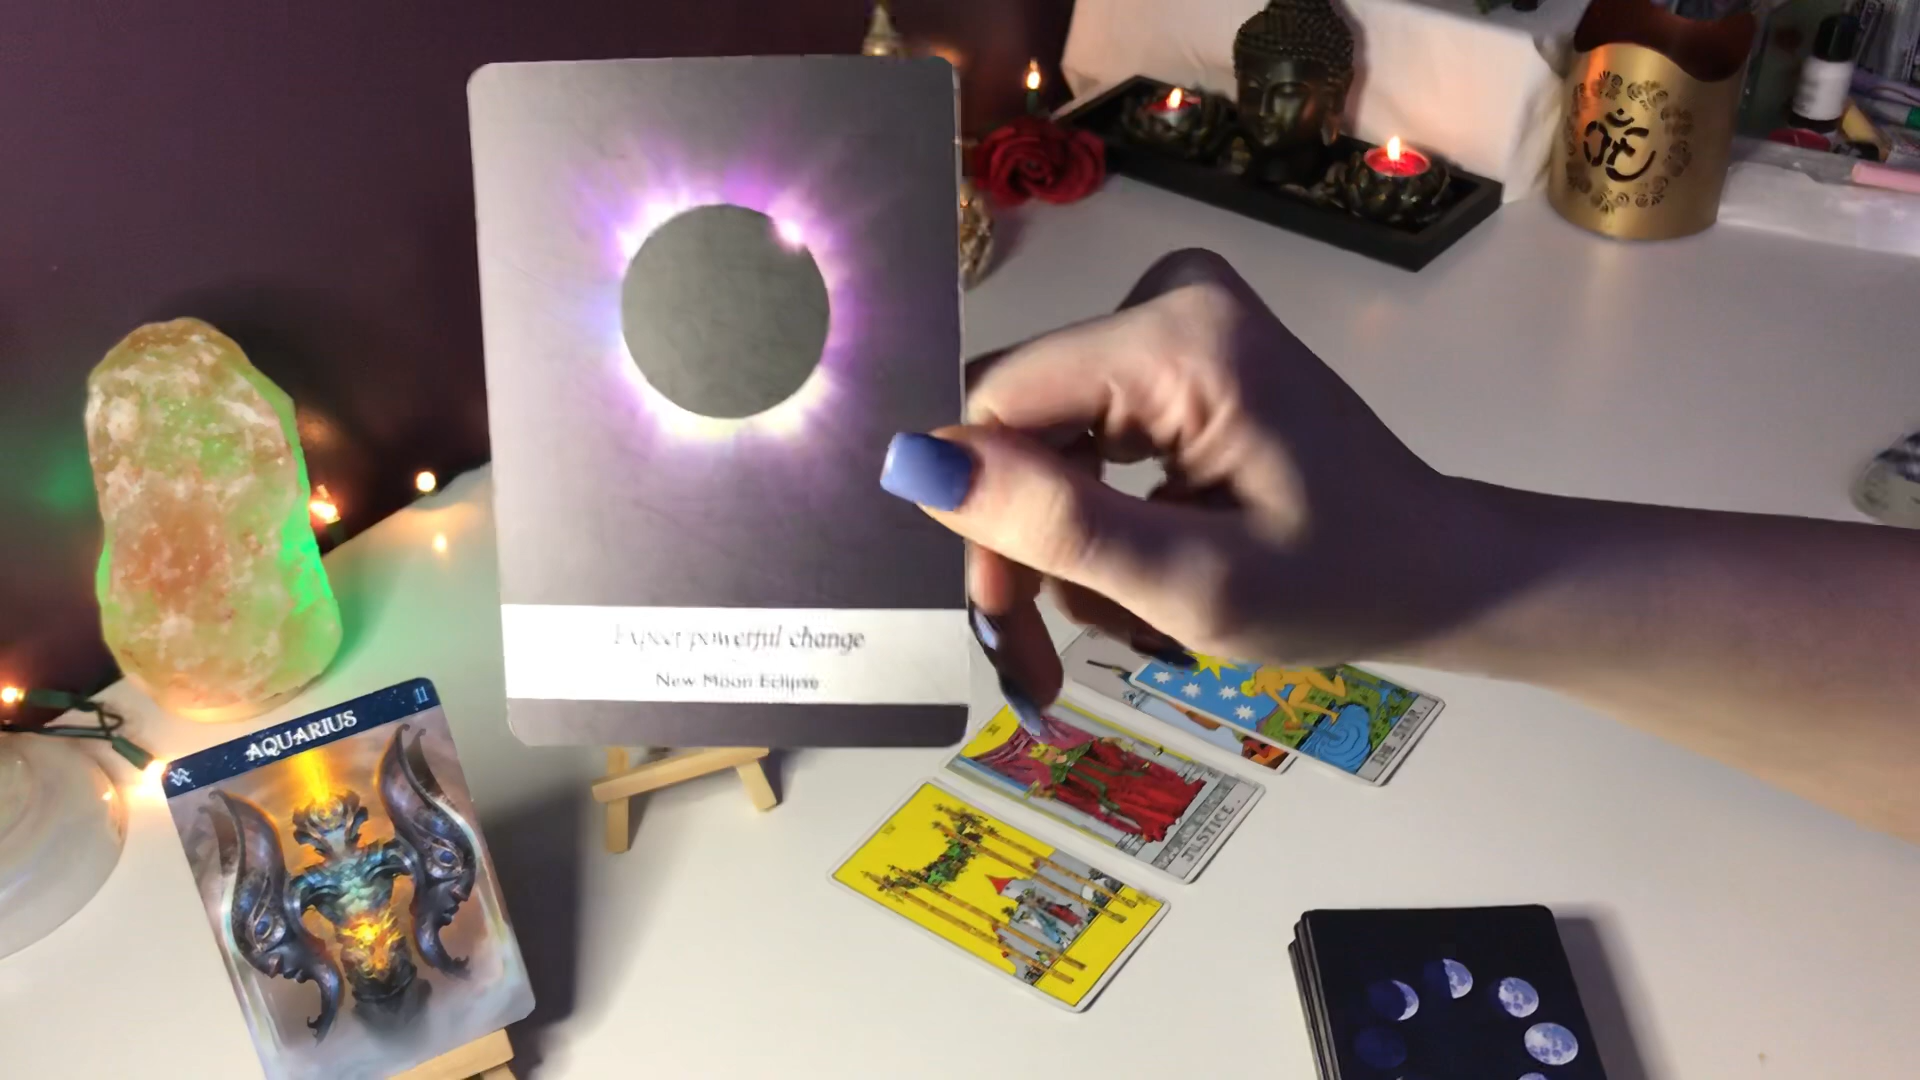 Expect powerful change
New Moon Eclipse
AQUARIUS
11
THE STAR.
JUSTICE.
ॐ